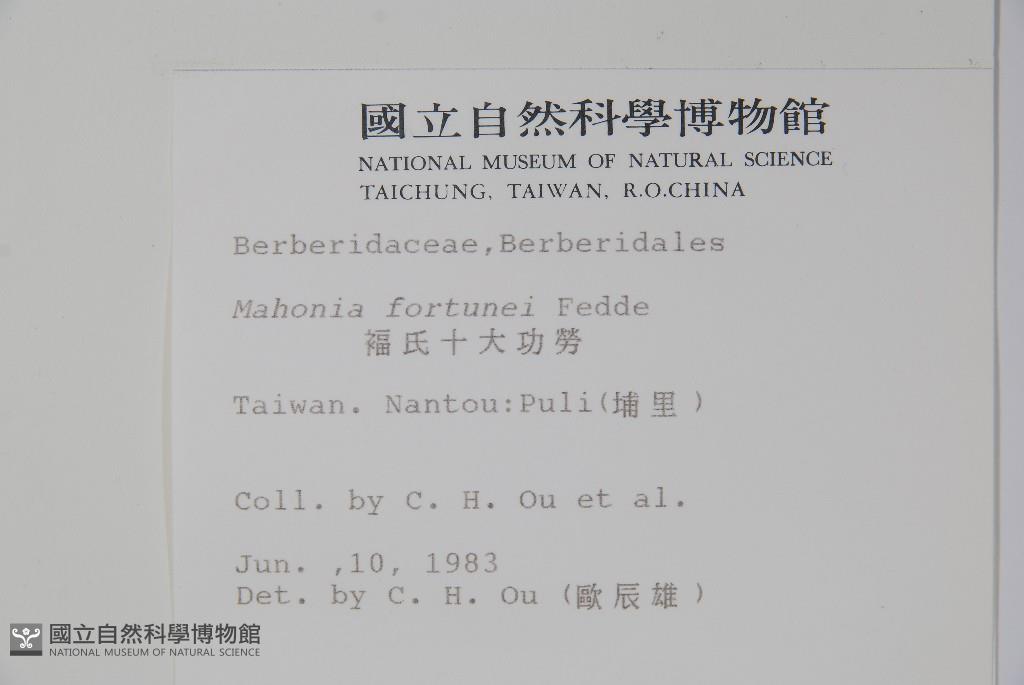 國立自然科學博物館
NATIONAL MUSEUM OF NATURAL SCIENCE
TAICHUNG, TAIWAN, R.O.CHINA
Berberidaceae,Berberidales
Mahonia fortunei Fedde
褔氏十大功勞
Taiwan. Nantou:Puli(埔里)
Coll. by C. H. Ou et al.
Jun. ,10, 1983
Det. by C. H. Ou (歐辰雄)
國立自然科學博物館
NATIONAL MUSEUM OF NATURAL SCIENCE